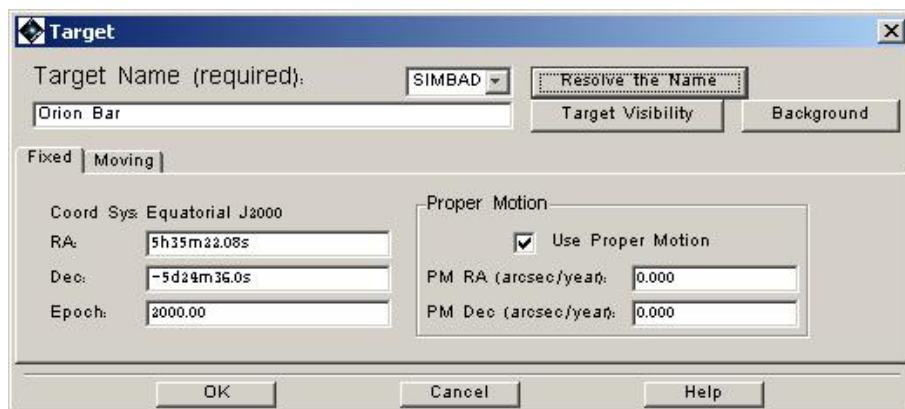 Target
Target Name (required):
SIMBAD
Resolve the Name
Orion Bar
Target Visibility
Background
Fixed
Moving
Coord Sys: Equatorial J2000
RA:
5h35m22.08s
Dec:
-5d24m36.0s
Epoch:
2000.00
Proper Motion
Use Proper Motion
PM RA (arcsec/year):
0.000
PM Dec (arcsec/year):
0.000
OK
Cancel
Help